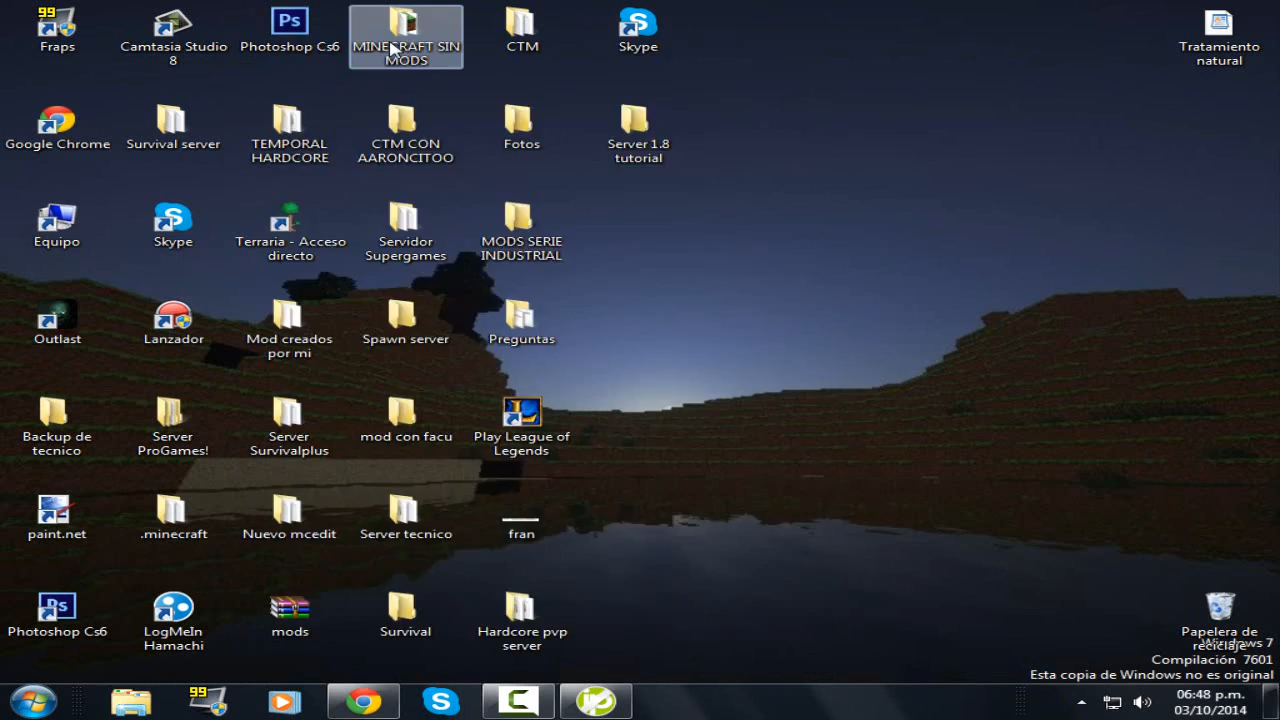 99
Fraps
Camtasia Studio
8
Ps
Photoshop Cs6
MINECRAFT SIN
MODS
CTM
Skype
Tratamiento
natural
Google Chrome
Survival server
TEMPORAL
HARDCORE
CTM CON
AARONCITOO
Fotos
Server 1.8
tutorial
Equipo
Skype
Terraria - Acceso
directo
Servidor
Supergames
MODS SERIE
INDUSTRIAL
Outlast
Lanzador
Mod creados
por mi
Spawn server
Preguntas
Backup de
tecnico
Server
ProGames!
Server
Survivalplus
mod con facu
Play League of
Legends
paint.net
.minecraft
Nuevo mcedit
Server tecnico
fran
Ps
Photoshop Cs6
LogMeIn
Hamachi
mods
Survival
Hardcore pvp
server
Papelera de
reciclaje
Windows 7
Compilación 7601
Esta copia de Windows no es original
99
06:48 p.m.
03/10/2014